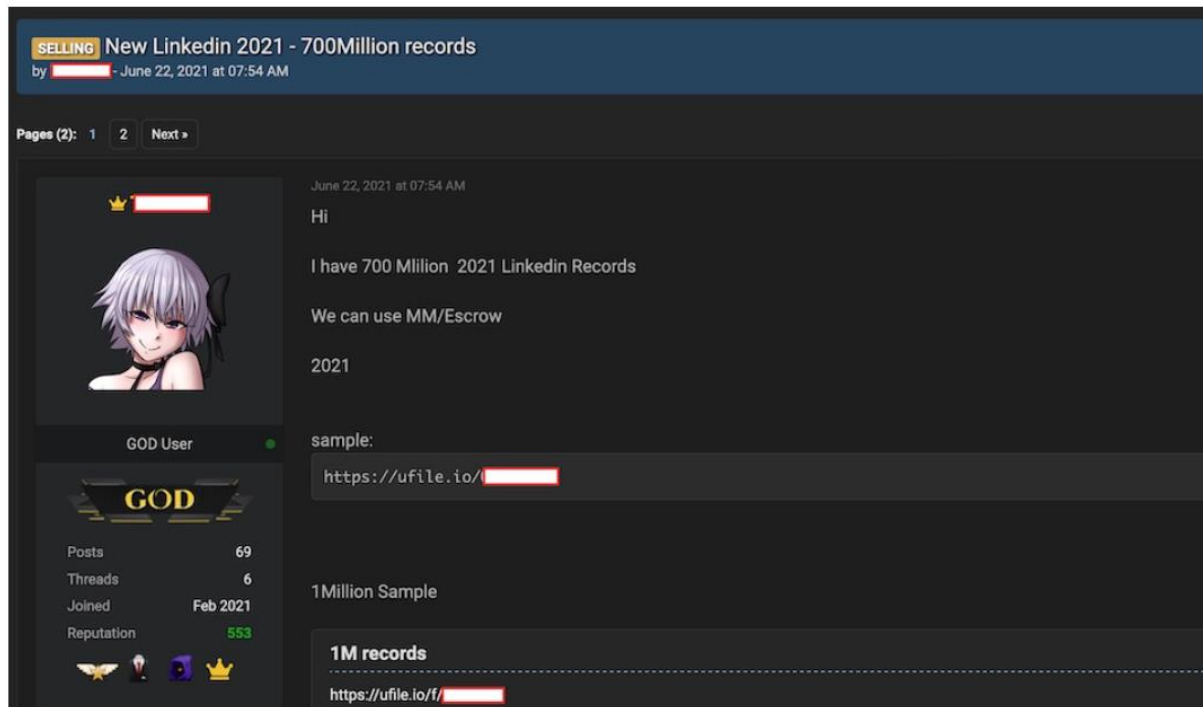 SELLING New Linkedin 2021 - 700Million records
by - June 22, 2021 at 07:54 AM
Pages (2): 1 2 Next »
June 22, 2021 at 07:54 AM
Hi
I have 700 Mlilion 2021 Linkedin Records
We can use MM/Escrow
2021
GOD User
sample:
https://ufile.io/
GOD
Posts 69
Threads 6
Joined Feb 2021
Reputation 553
1Million Sample
1M records
https://ufile.io/f/